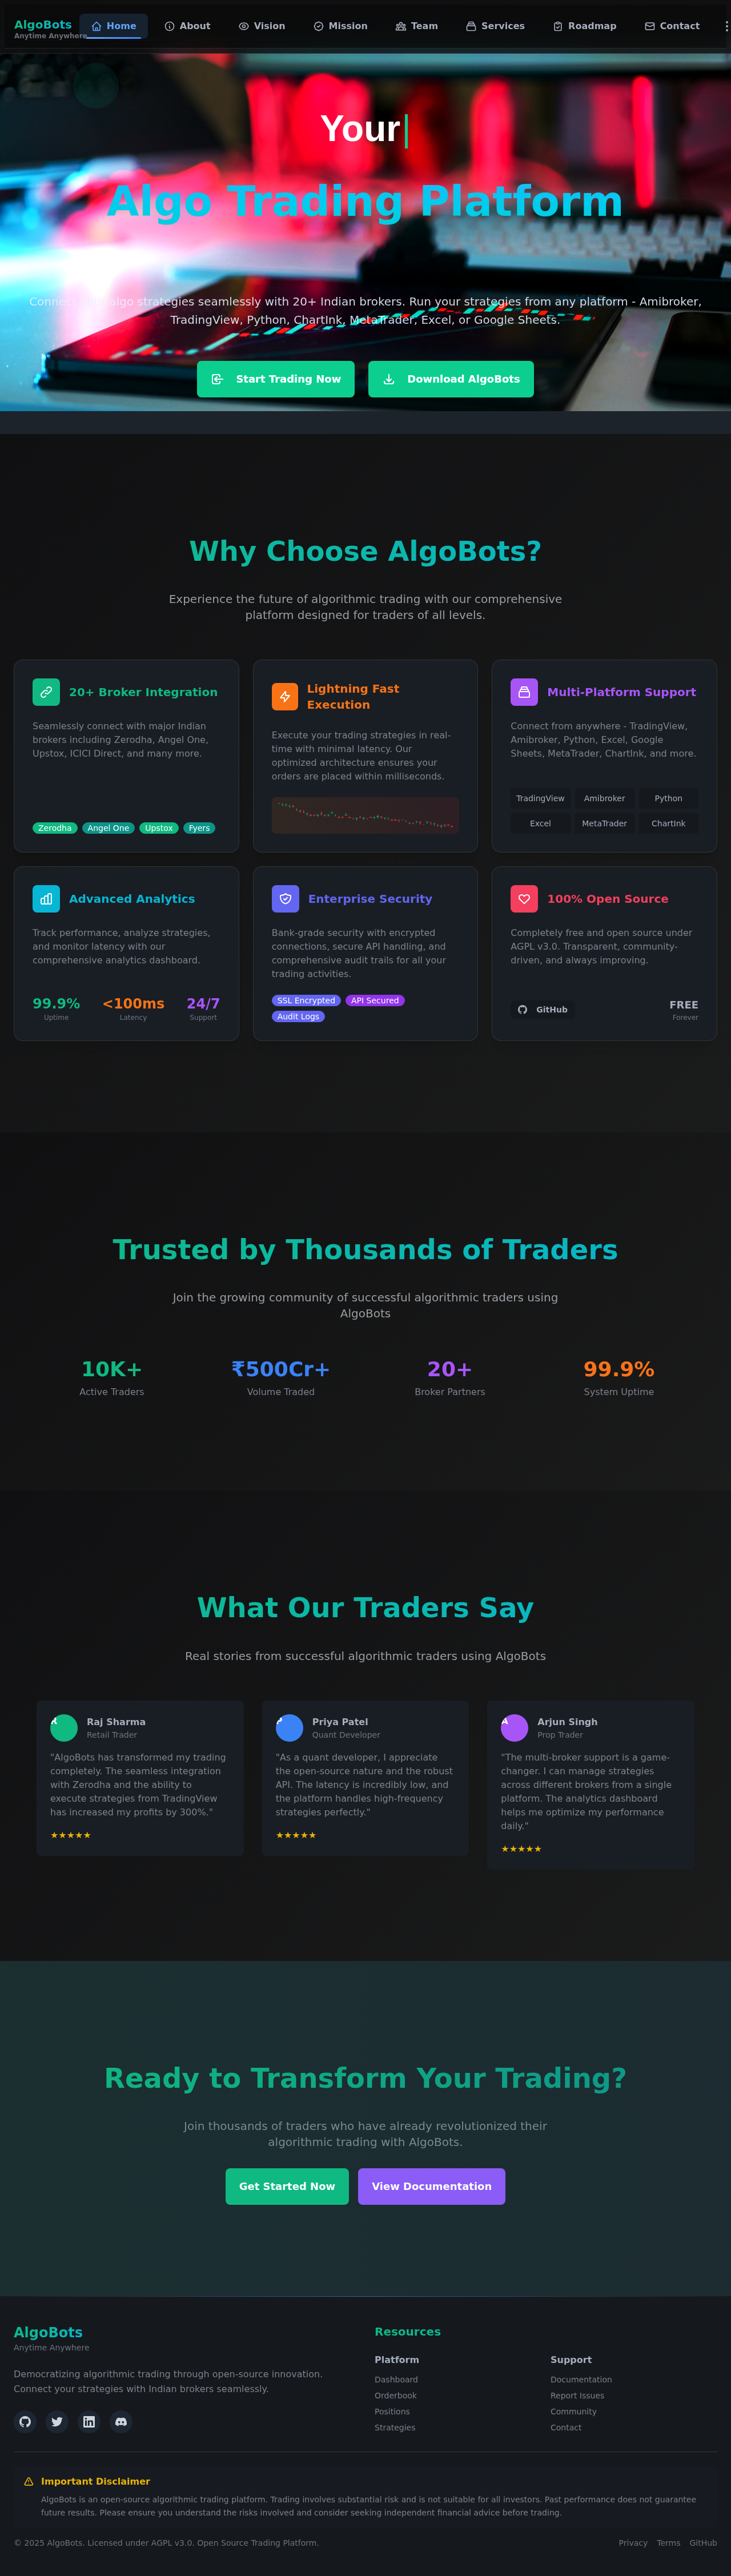 AlgoBots
Anytime Anywhere
Home
About
Vision
Mission
Team
Services
Roadmap
Contact
Your
Algo Trading Platform
Connect your algo strategies seamlessly with 20+ Indian brokers. Run your strategies from any platform - Amibroker,
TradingView, Python, ChartInk, MetaTrader, Excel, or Google Sheets.
Start Trading Now
Download AlgoBots
Why Choose AlgoBots?
Experience the future of algorithmic trading with our comprehensive
platform designed for traders of all levels.
20+ Broker Integration
Seamlessly connect with major Indian
brokers including Zerodha, Angel One,
Upstox, ICICI Direct, and many more.
Zerodha
Angel One
Upstox
Fyers
Lightning Fast
Execution
Execute your trading strategies in real-
time with minimal latency. Our
optimized architecture ensures your
orders are placed within milliseconds.
Multi-Platform Support
Connect from anywhere - TradingView,
Amibroker, Python, Excel, Google
Sheets, MetaTrader, ChartInk, and more.
TradingView
Amibroker
Python
Excel
MetaTrader
ChartInk
Advanced Analytics
Track performance, analyze strategies,
and monitor latency with our
comprehensive analytics dashboard.
99.9%
Uptime
<100ms
Latency
24/7
Support
Enterprise Security
Bank-grade security with encrypted
connections, secure API handling, and
comprehensive audit trails for all your
trading activities.
SSL Encrypted
API Secured
Audit Logs
100% Open Source
Completely free and open source under
AGPL v3.0. Transparent, community-
driven, and always improving.
GitHub
FREE
Forever
Trusted by Thousands of Traders
Join the growing community of successful algorithmic traders using
AlgoBots
10K+
Active Traders
₹500Cr+
Volume Traded
20+
Broker Partners
99.9%
System Uptime
What Our Traders Say
Real stories from successful algorithmic traders using AlgoBots
R
Raj Sharma
Retail Trader
"AlgoBots has transformed my trading
completely. The seamless integration
with Zerodha and the ability to
execute strategies from TradingView
has increased my profits by 300%."
★★★★★
P
Priya Patel
Quant Developer
"As a quant developer, I appreciate
the open-source nature and the robust
API. The latency is incredibly low, and
the platform handles high-frequency
strategies perfectly."
★★★★★
A
Arjun Singh
Prop Trader
"The multi-broker support is a game-
changer. I can manage strategies
across different brokers from a single
platform. The analytics dashboard
helps me optimize my performance
daily."
★★★★★
Ready to Transform Your Trading?
Join thousands of traders who have already revolutionized their
algorithmic trading with AlgoBots.
Get Started Now
View Documentation
AlgoBots
Anytime Anywhere
Democratizing algorithmic trading through open-source innovation.
Connect your strategies with Indian brokers seamlessly.
Resources
Platform
Dashboard
Orderbook
Positions
Strategies
Support
Documentation
Report Issues
Community
Contact
Important Disclaimer
AlgoBots is an open-source algorithmic trading platform. Trading involves substantial risk and is not suitable for all investors. Past performance does not guarantee
future results. Please ensure you understand the risks involved and consider seeking independent financial advice before trading.
© 2025 AlgoBots. Licensed under AGPL v3.0. Open Source Trading Platform.
Privacy
Terms
GitHub